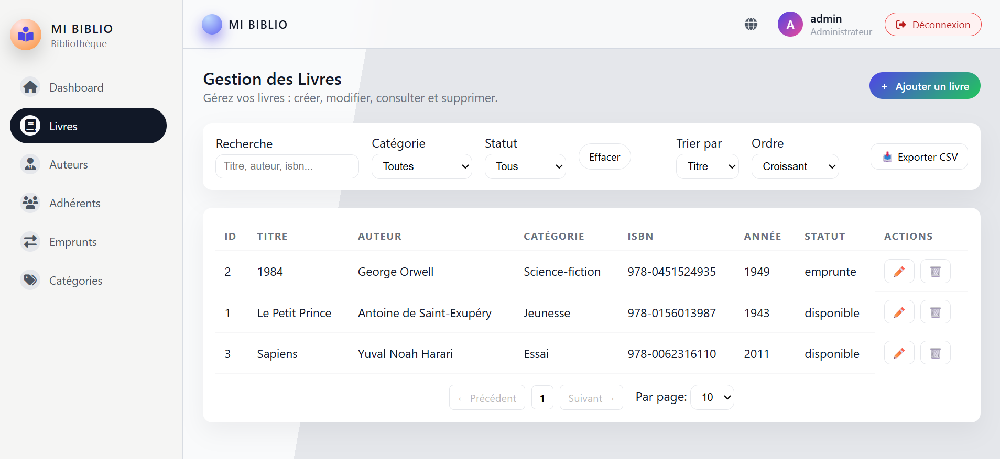 MI BIBLIO
Bibliothèque
Dashboard
Livres
Auteurs
Adhérents
Emprunts
Catégories
MI BIBLIO
A
admin
Administrateur
Déconnexion
Gestion des Livres
Gérez vos livres : créer, modifier, consulter et supprimer.
+ Ajouter un livre
Recherche
Titre, auteur, isbn...
Catégorie
Toutes
Statut
Tous
Effacer
Trier par
Titre
Ordre
Croissant
Exporter CSV
ID TITRE AUTEUR CATÉGORIE ISBN ANNÉE STATUT ACTIONS
2 1984 George Orwell Science-fiction 978-0451524935 1949 emprunte
1 Le Petit Prince Antoine de Saint-Exupéry Jeunesse 978-0156013987 1943 disponible
3 Sapiens Yuval Noah Harari Essai 978-0062316110 2011 disponible
← Précédent 1 Suivant → Par page: 10